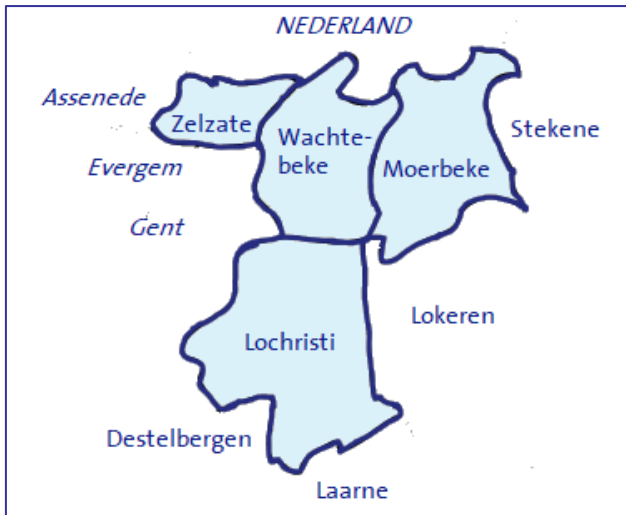 NEDERLAND
Assenede
Zelzate
Wachte-
beke
Stekene
Moerbeke
Evergem
Gent
Lokeren
Lochristi
Destelbergen
Laarne